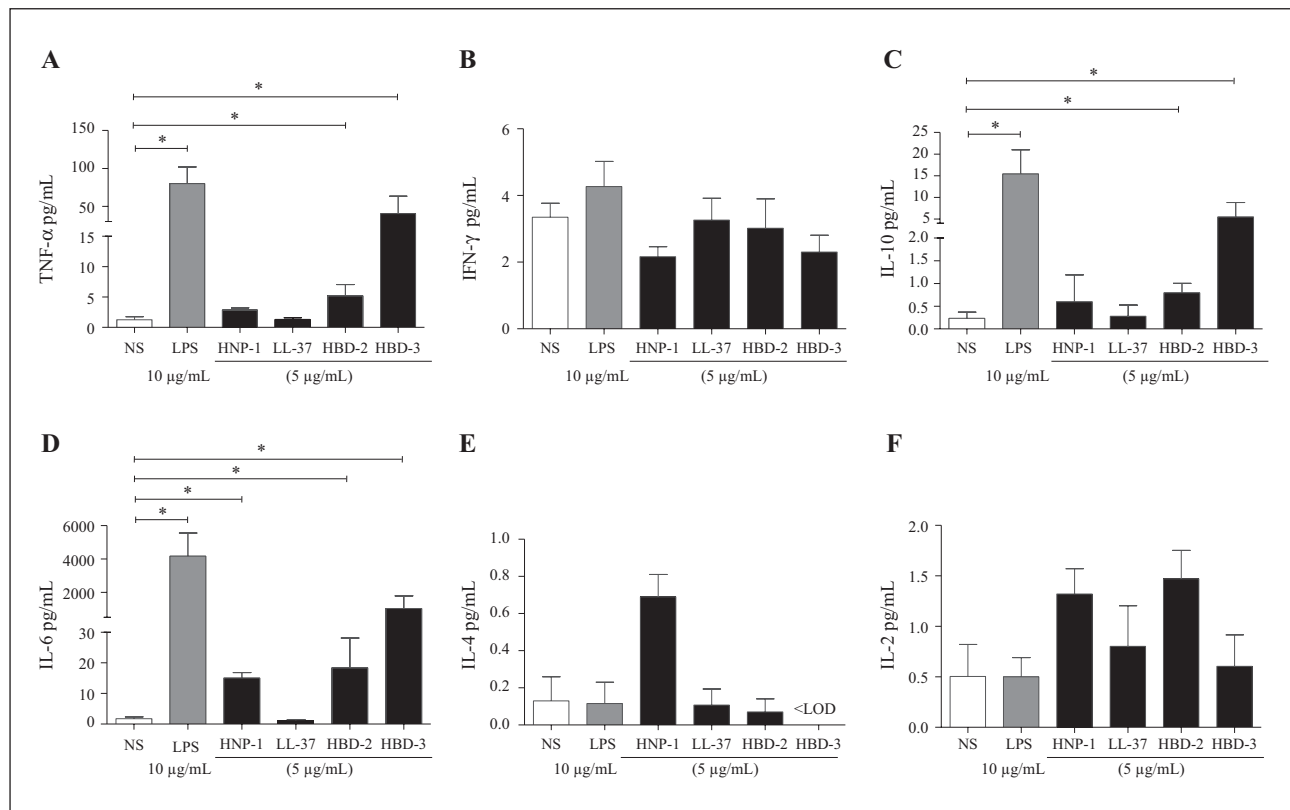 A
*
*
*
TNF-α pg/mL
150
100
50
15
10
5
0
NS LPS HNP-1 LL-37 HBD-2 HBD-3
10 µg/mL (5 µg/mL)
B
IFN-γ pg/mL
6
4
2
0
NS LPS HNP-1 LL-37 HBD-2 HBD-3
10 µg/mL (5 µg/mL)
C
*
*
*
IL-10 pg/mL
25
20
15
10
5
2.0
1.5
1.0
0.5
0.0
NS LPS HNP-1 LL-37 HBD-2 HBD-3
10 µg/mL (5 µg/mL)
D
*
*
*
*
IL-6 pg/mL
6000
4000
2000
30
20
10
0
NS LPS HNP-1 LL-37 HBD-2 HBD-3
10 µg/mL (5 µg/mL)
E
IL-4 pg/mL
1.0
0.8
0.6
0.4
0.2
0.0
<LOD
NS LPS HNP-1 LL-37 HBD-2 HBD-3
10 µg/mL (5 µg/mL)
F
IL-2 pg/mL
2.0
1.5
1.0
0.5
0.0
NS LPS HNP-1 LL-37 HBD-2 HBD-3
10 µg/mL (5 µg/mL)